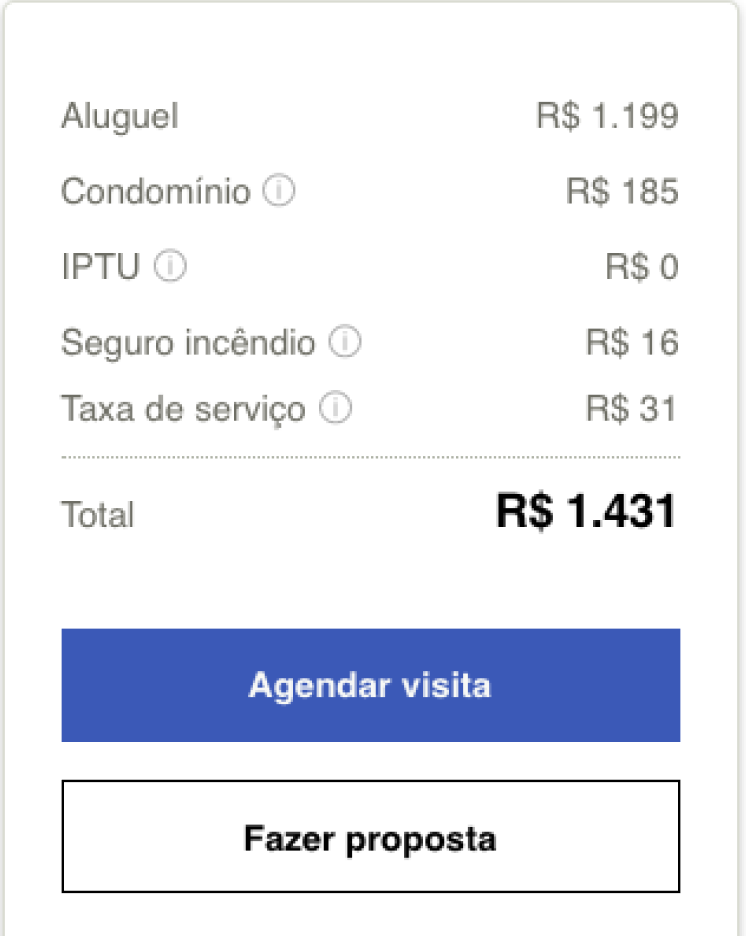 Aluguel R$ 1.199
Condomínio R$ 185
IPTU R$ 0
Seguro incêndio R$ 16
Taxa de serviço R$ 31
Total R$ 1.431
Agendar visita
Fazer proposta